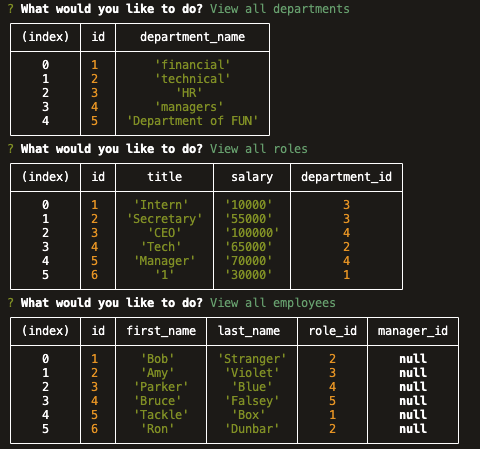 ? What would you like to do? View all departments
(index) id department_name
0 1 'financial'
1 2 'technical'
2 3 'HR'
3 4 'managers'
4 5 'Department of FUN'
? What would you like to do? View all roles
(index) id title salary department_id
0 1 'Intern' '10000' 3
1 2 'Secretary' '55000' 3
2 3 'CEO' '100000' 4
3 4 'Tech' '65000' 2
4 5 'Manager' '70000' 4
5 6 '1' '30000' 1
? What would you like to do? View all employees
(index) id first_name last_name role_id manager_id
0 1 'Bob' 'Stranger' 2 null
1 2 'Amy' 'Violet' 3 null
2 3 'Parker' 'Blue' 4 null
3 4 'Bruce' 'Falsey' 5 null
4 5 'Tackle' 'Box' 1 null
5 6 'Ron' 'Dunbar' 2 null